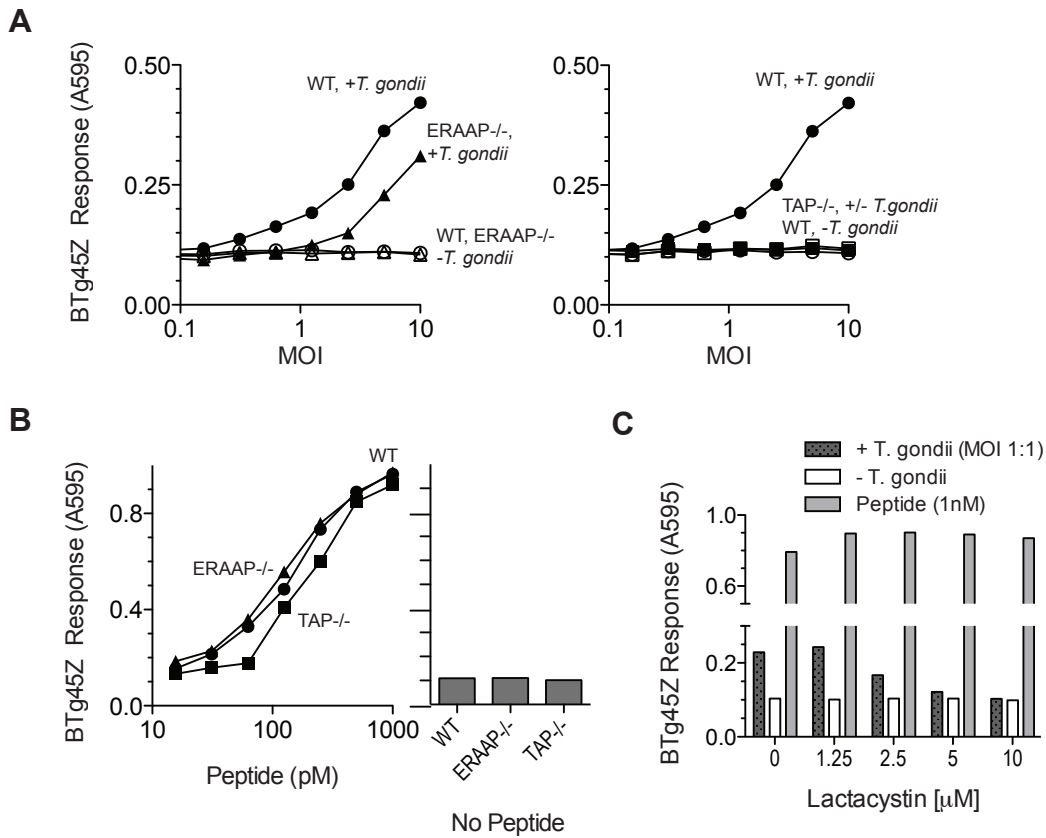 A
BTg45Z Response (A595)
0.50
0.25
0.00
0.1
1
10
MOI
WT, +T. gondii
ERAAP-/-,
+T. gondii
WT, ERAAP-/-
-T. gondii
0.50
0.25
0.00
0.1
1
10
MOI
WT, +T. gondii
TAP-/-, +/- T.gondii
WT, -T. gondii
B
BTg45Z Response (A595)
0.8
0.4
0.0
10
100
1000
Peptide (pM)
WT
ERAAP-/-
TAP-/-
WT
ERAAP-/-
TAP-/-
No Peptide
C
+ T. gondii (MOI 1:1)
- T. gondii
Peptide (1nM)
BTg45Z Response (A595)
1.0
0.8
0.2
0.0
0
1.25
2.5
5
10
Lactacystin [μM]